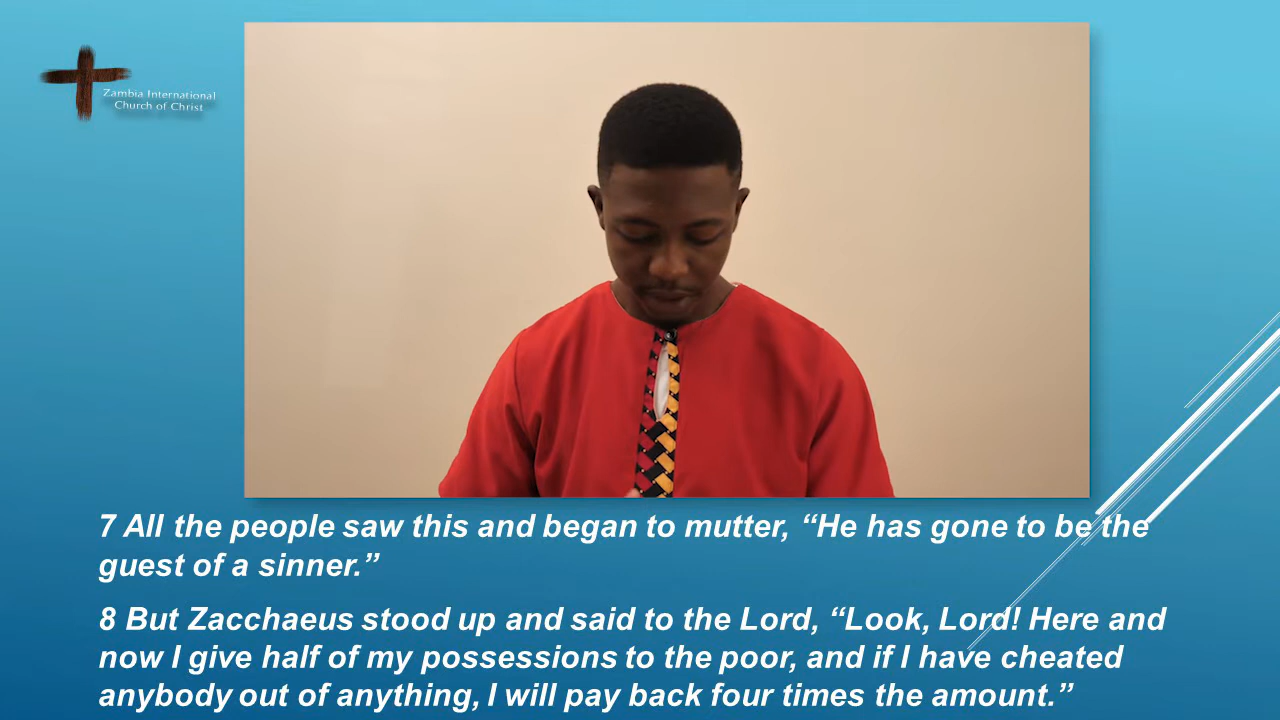 Zambia International
Church of Christ
7 All the people saw this and began to mutter, “He has gone to be the
guest of a sinner.”
8 But Zacchaeus stood up and said to the Lord, “Look, Lord! Here and
now I give half of my possessions to the poor, and if I have cheated
anybody out of anything, I will pay back four times the amount.”